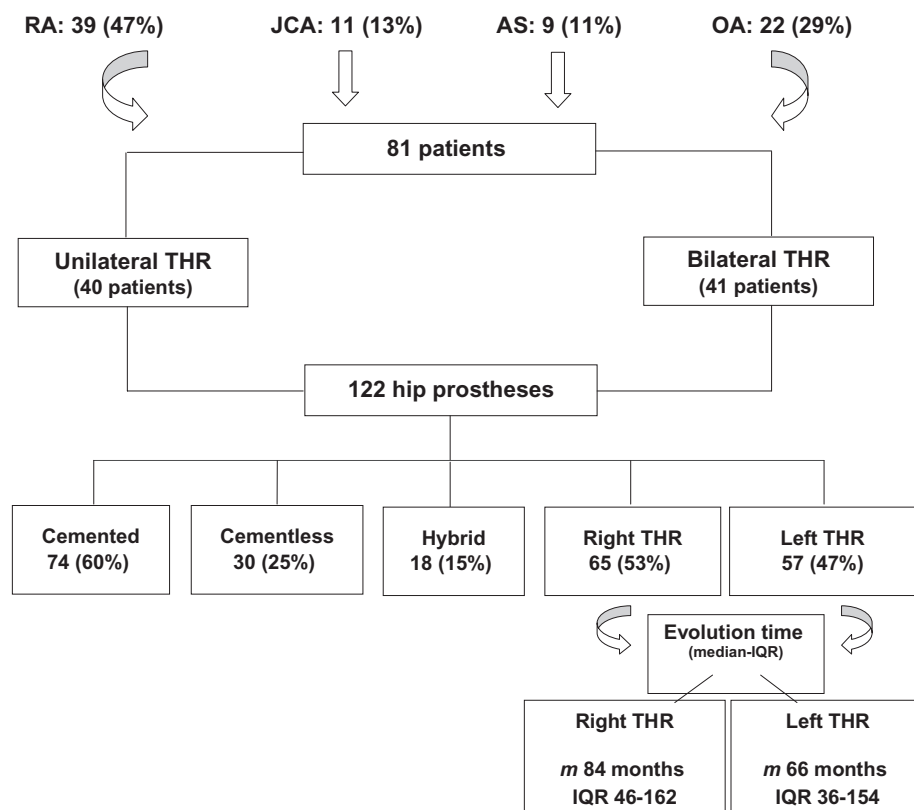 RA: 39 (47%) JCA: 11 (13%) AS: 9 (11%) OA: 22 (29%)
81 patients
Unilateral THR
(40 patients)
Bilateral THR
(41 patients)
122 hip prostheses
Cemented
74 (60%)
Cementless
30 (25%)
Hybrid
18 (15%)
Right THR
65 (53%)
Left THR
57 (47%)
Evolution time
(median-IQR)
Right THR
m 84 months
IQR 46-162
Left THR
m 66 months
IQR 36-154